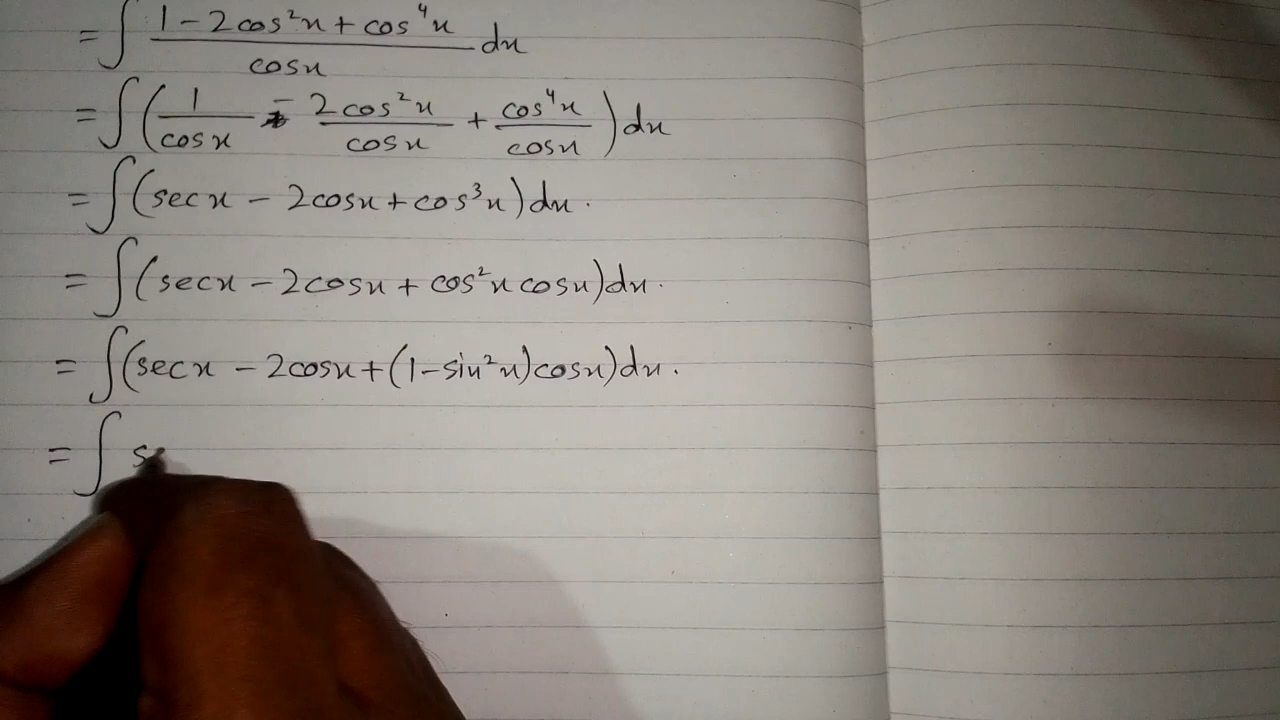 = ∫ (1 - 2cos²x + cos⁴x)/cosx dx
= ∫ (1/cosx - 2cos²x/cosx + cos⁴x/cosx) dx
= ∫ (secx - 2cosx + cos³x) dx.
= ∫ (secx - 2cosx + cos²x cosx) dx.
= ∫ (secx - 2cosx + (1 - sin²x) cosx) dx.
= ∫ s